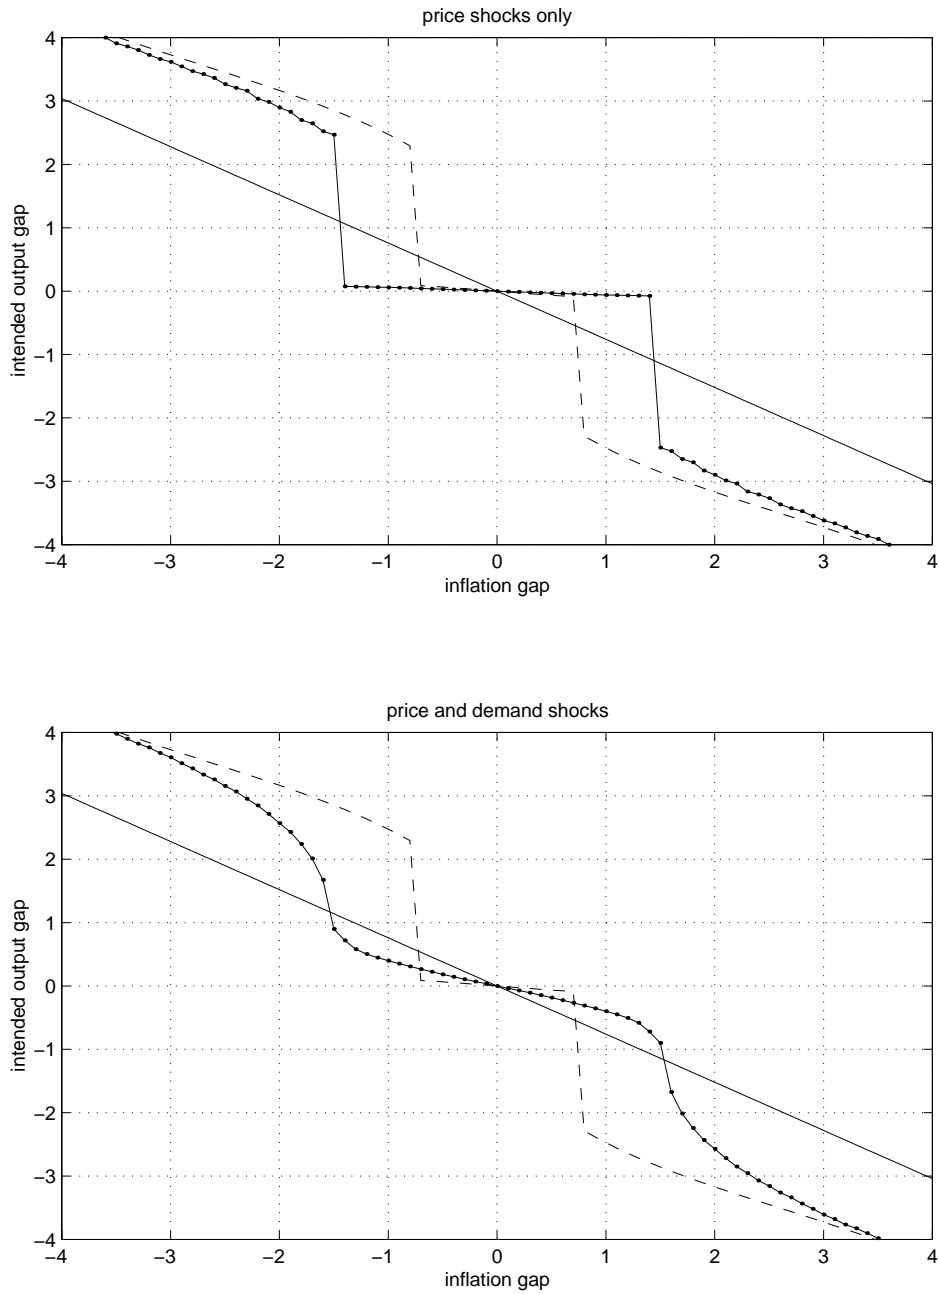 price shocks only
4
3
2
1
0
−1
−2
−3
−4
intended output gap
−4 −3 −2 −1 0 1 2 3 4
inflation gap
price and demand shocks
4
3
2
1
0
−1
−2
−3
−4
intended output gap
−4 −3 −2 −1 0 1 2 3 4
inflation gap